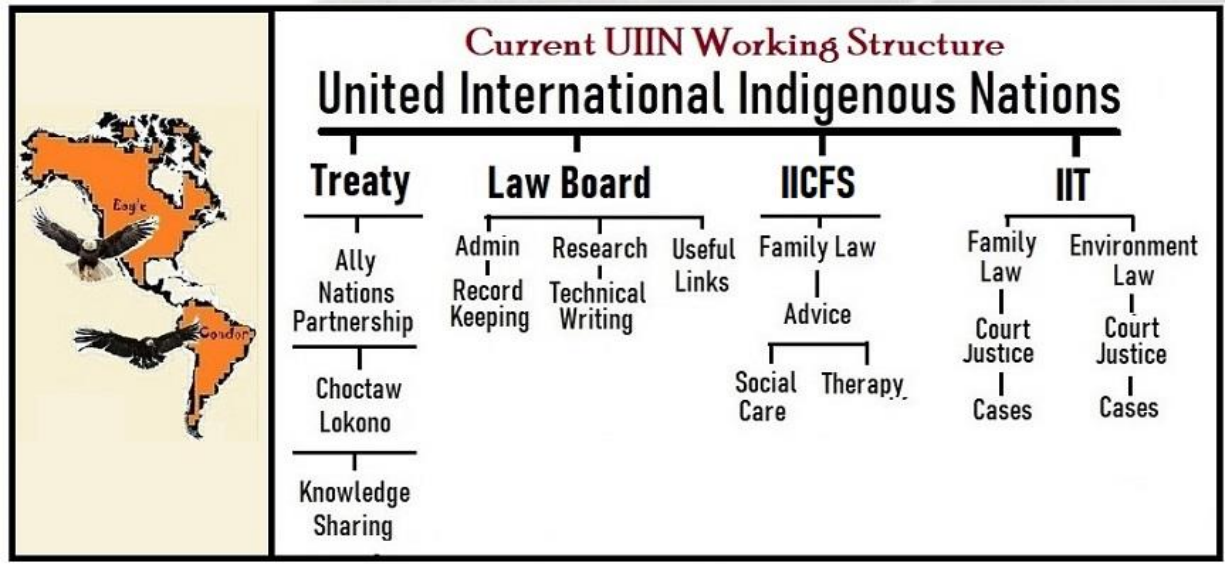 Current UIIN Working Structure
United International Indigenous Nations
Treaty
Ally
Nations
Partnership
Choctaw
Lokono
Knowledge
Sharing
Law Board
Admin
Record
Keeping
Research
Technical
Writing
Useful
Links
IICFS
Family Law
Advice
Social
Care
Therapy
IIT
Family
Law
Court
Justice
Cases
Environment
Law
Court
Justice
Cases
Eagle
Condor